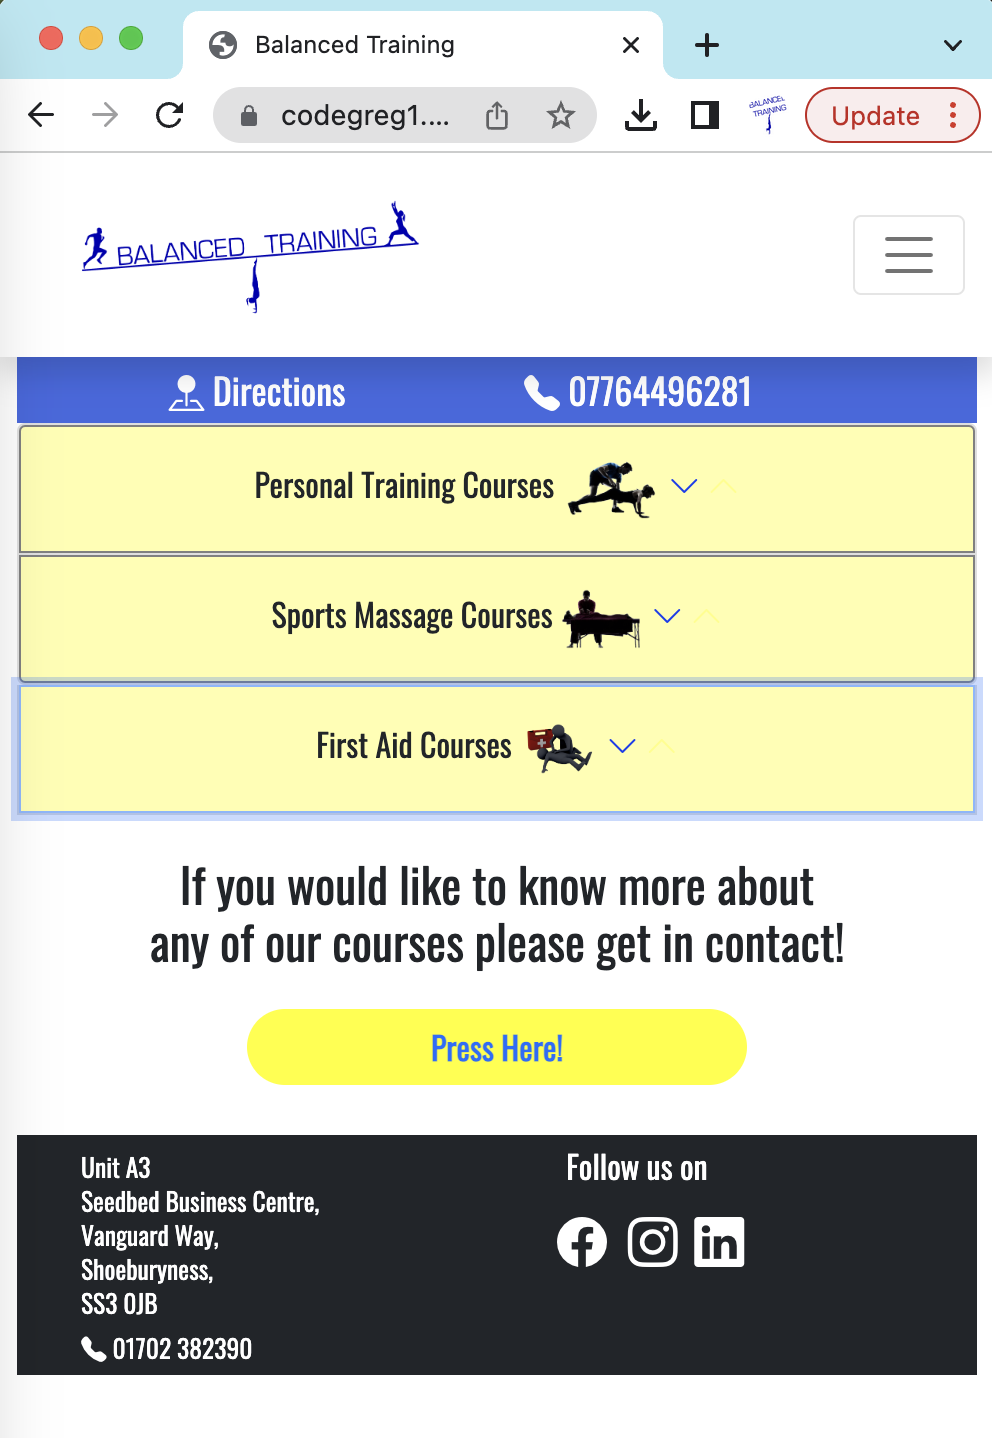 Balanced Training
codegreg1....
BALANCED TRAINING
Update
BALANCED TRAINING
Directions
07764496281
Personal Training Courses
Sports Massage Courses
First Aid Courses
If you would like to know more about
any of our courses please get in contact!
Press Here!
Unit A3
Seedbed Business Centre,
Vanguard Way,
Shoeburyness,
SS3 0JB
01702 382390
Follow us on